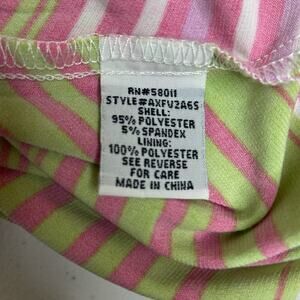 RN#58011
STYLE#AXFU2A6S
SHELL:
95% POLYESTER
5% SPANDEX
LINING:
100% POLYESTER
SEE REVERSE
FOR CARE
MADE IN CHINA